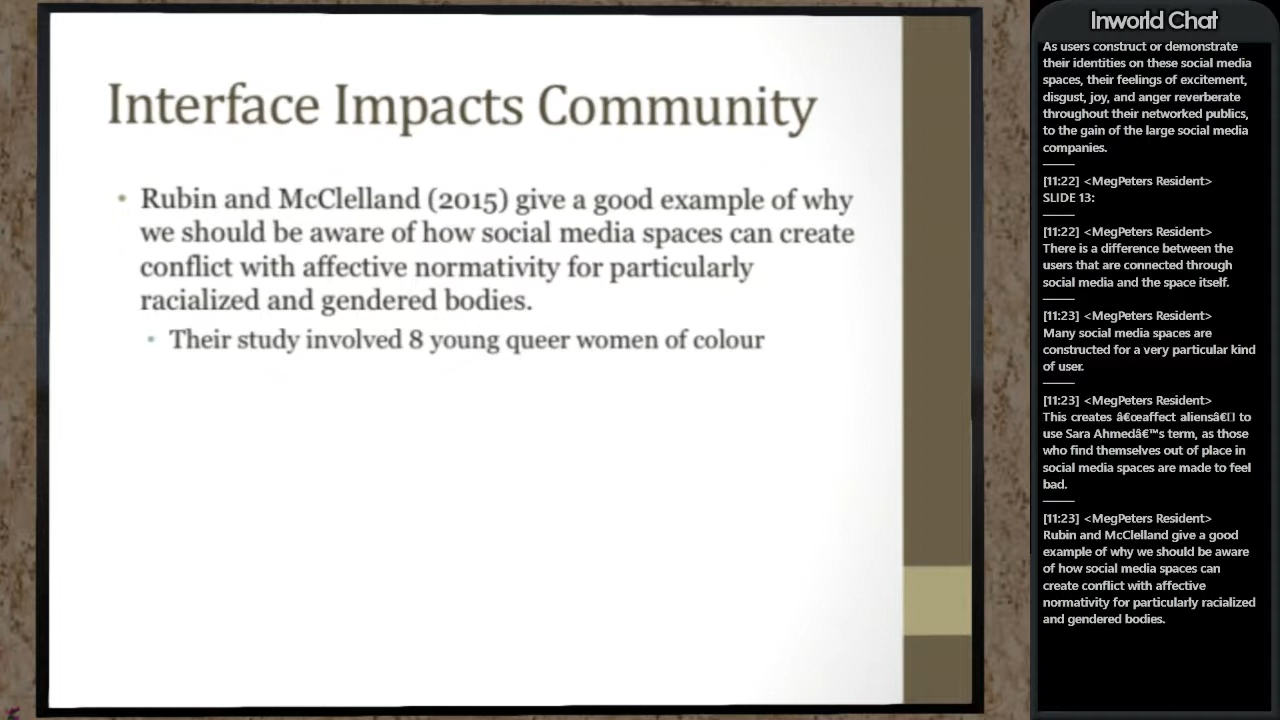 Interface Impacts Community
• Rubin and McClelland (2015) give a good example of why
we should be aware of how social media spaces can create
conflict with affective normativity for particularly
racialized and gendered bodies.
• Their study involved 8 young queer women of colour
Inworld Chat
As users construct or demonstrate
their identities on these social media
spaces, their feelings of excitement,
disgust, joy, and anger reverberate
throughout their networked publics,
to the gain of the large social media
companies.
[11:22] <MegPeters Resident>
SLIDE 13:
[11:22] <MegPeters Resident>
There is a difference between the
users that are connected through
social media and the space itself.
[11:23] <MegPeters Resident>
Many social media spaces are
constructed for a very particular kind
of user.
[11:23] <MegPeters Resident>
This creates “affect aliensâ€▯ to
use Sara Ahmed’s term, as those
who find themselves out of place in
social media spaces are made to feel
bad.
[11:23] <MegPeters Resident>
Rubin and McClelland give a good
example of why we should be aware
of how social media spaces can
create conflict with affective
normativity for particularly racialized
and gendered bodies.